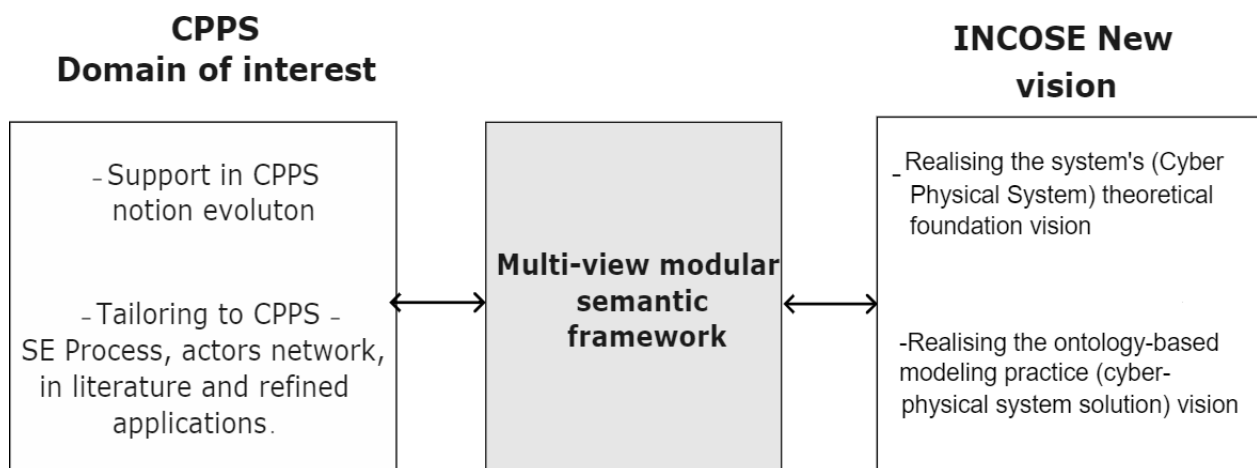 CPPS
Domain of interest
- Support in CPPS
notion evoluton
- Tailoring to CPPS -
SE Process, actors network,
in literature and refined
applications.
Multi-view modular
semantic
framework
INCOSE New
vision
- Realising the system's (Cyber
Physical System) theoretical
foundation vision
-Realising the ontology-based
modeling practice (cyber-
physical system solution) vision